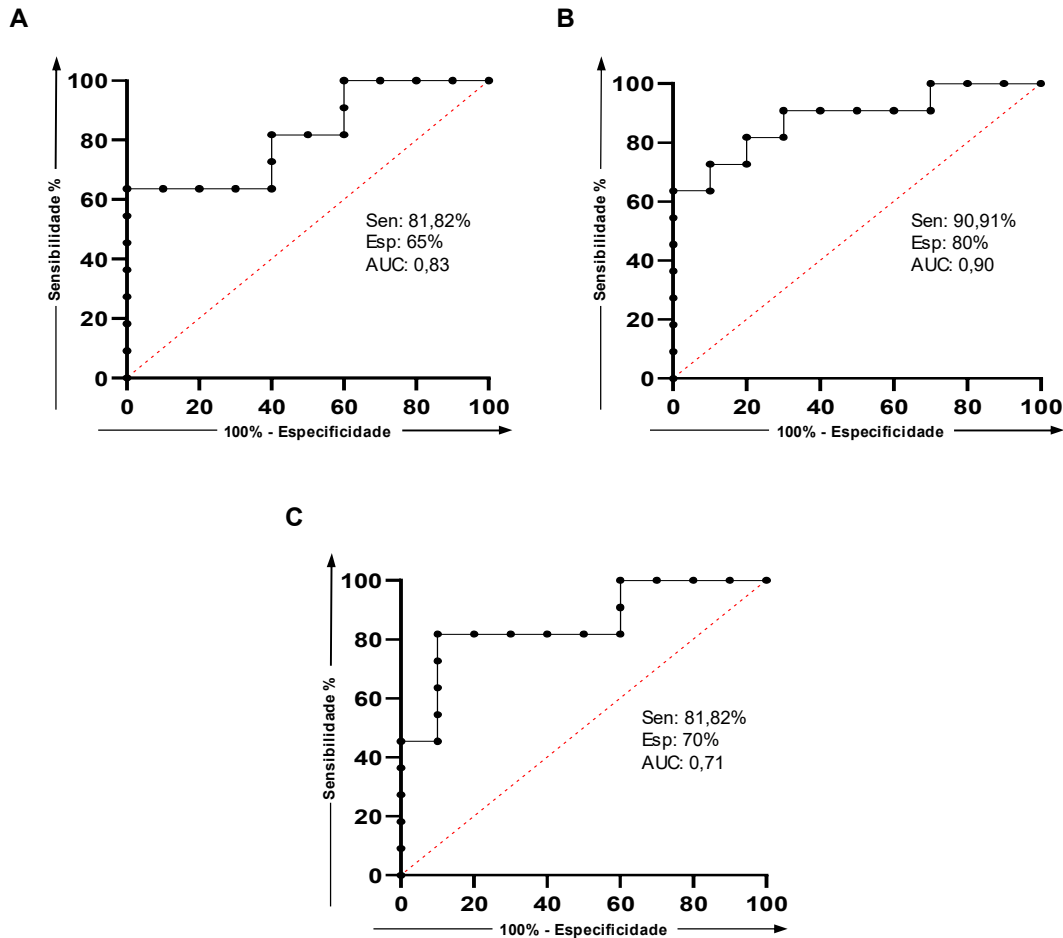 A
Sensibilidade %
100
80
60
40
20
0
Sen: 81,82%
Esp: 65%
AUC: 0,83
0 20 40 60 80 100
100% - Especificidade
B
Sensibilidade %
100
80
60
40
20
0
Sen: 90,91%
Esp: 80%
AUC: 0,90
0 20 40 60 80 100
100% - Especificidade
C
Sensibilidade %
100
80
60
40
20
0
Sen: 81,82%
Esp: 70%
AUC: 0,71
0 20 40 60 80 100
100% - Especificidade